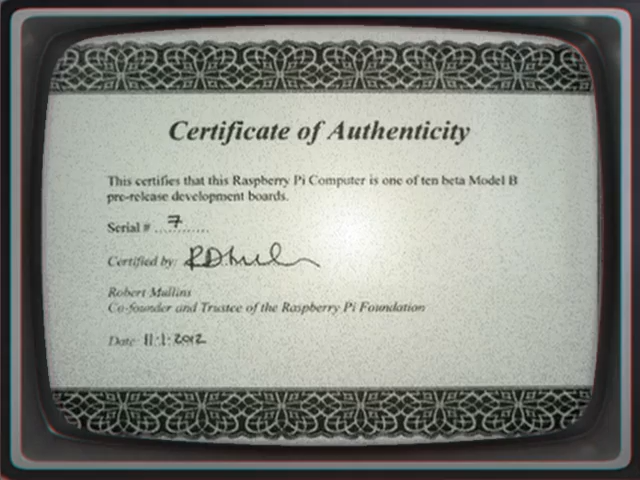 Certificate of Authenticity
This certifies that this Raspberry Pi Computer is one of ten beta Model B
pre-release development boards.
Serial # 7
Certified by: RDMullins
Robert Mullins
Co-founder and Trustee of the Raspberry Pi Foundation
Date 11·1·2012